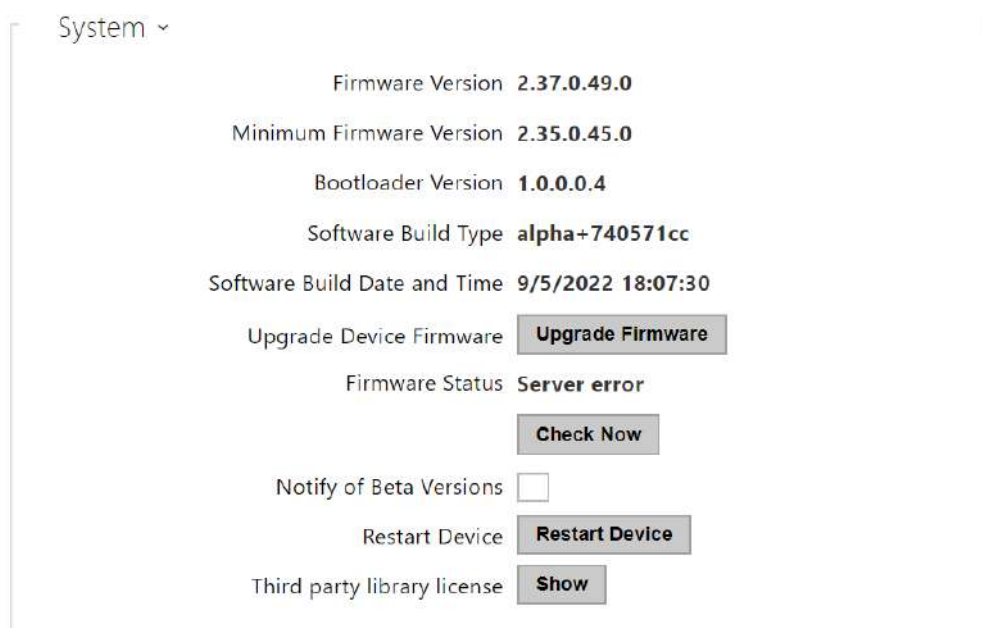 System
Firmware Version 2.37.0.49.0
Minimum Firmware Version 2.35.0.45.0
Bootloader Version 1.0.0.0.4
Software Build Type alpha+740571cc
Software Build Date and Time 9/5/2022 18:07:30
Upgrade Device Firmware Upgrade Firmware
Firmware Status Server error
Check Now
Notify of Beta Versions
Restart Device Restart Device
Third party library license Show